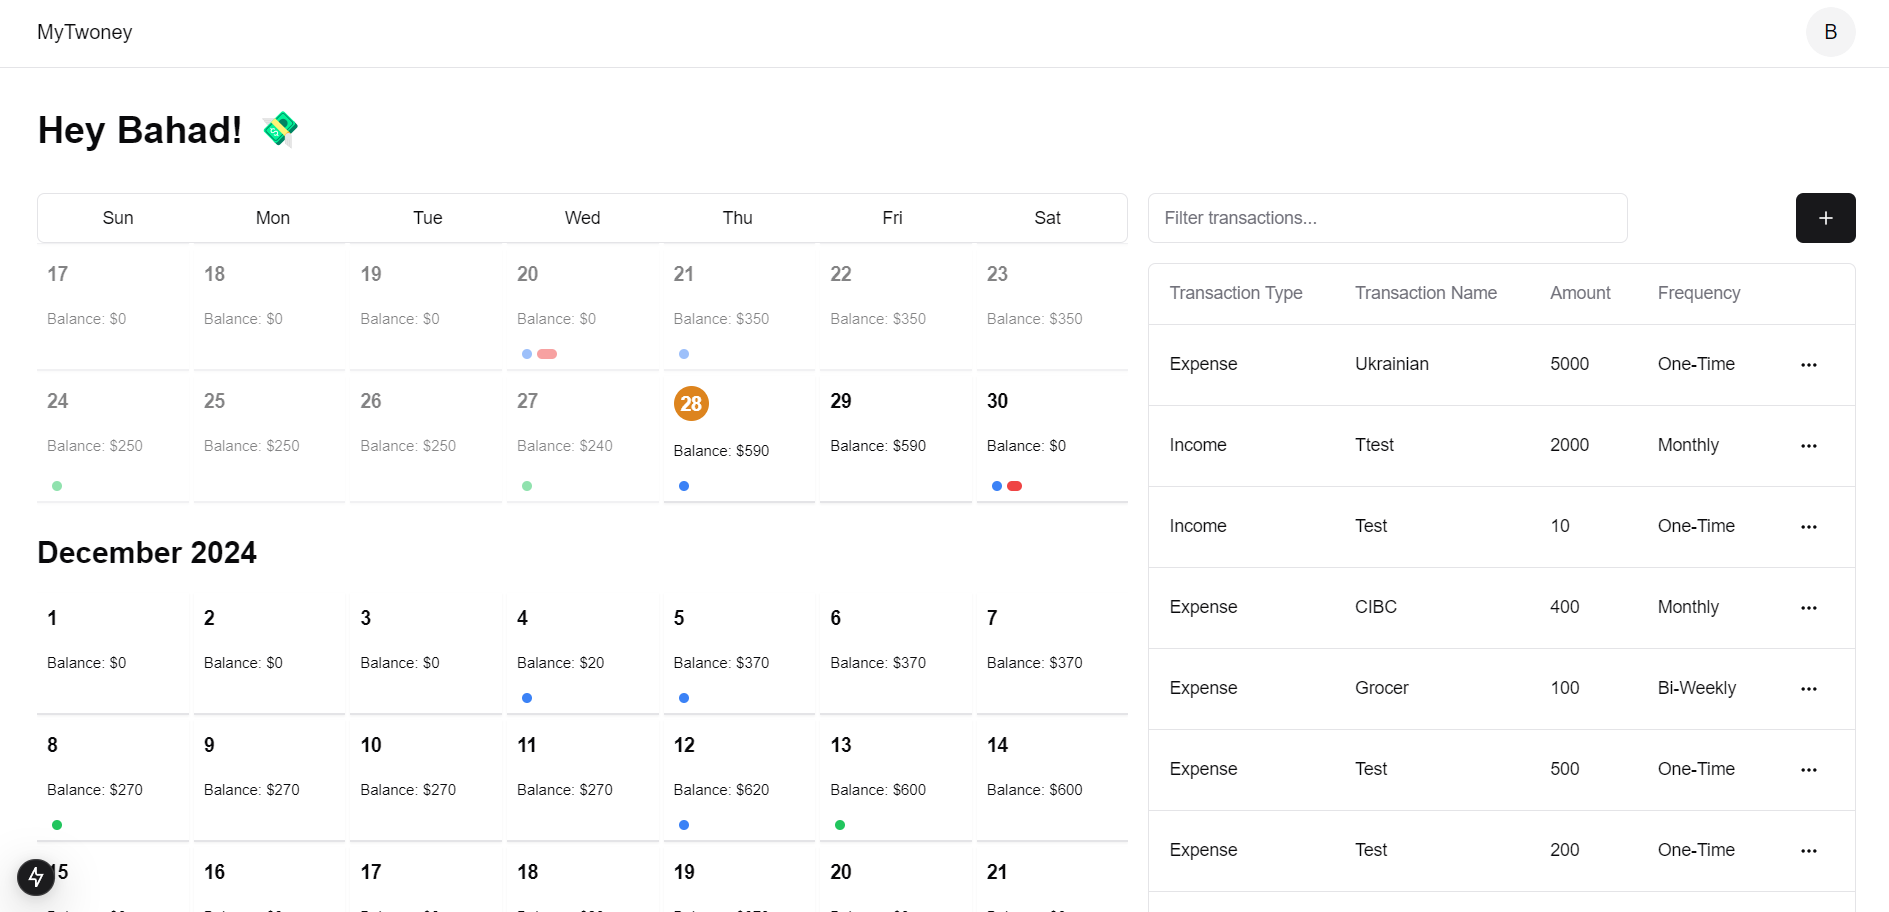 MyTwoney
B
Hey Bahad! 💸
Sun Mon Tue Wed Thu Fri Sat
17 18 19 20 21 22 23
Balance: $0 Balance: $0 Balance: $0 Balance: $0 Balance: $350 Balance: $350 Balance: $350
24 25 26 27 28 29 30
Balance: $250 Balance: $250 Balance: $250 Balance: $240 Balance: $590 Balance: $590 Balance: $0
December 2024
1 2 3 4 5 6 7
Balance: $0 Balance: $0 Balance: $0 Balance: $20 Balance: $370 Balance: $370 Balance: $370
8 9 10 11 12 13 14
Balance: $270 Balance: $270 Balance: $270 Balance: $270 Balance: $620 Balance: $600 Balance: $600
15 16 17 18 19 20 21
Filter transactions...
+
Transaction Type Transaction Name Amount Frequency
Expense Ukrainian 5000 One-Time ...
Income Ttest 2000 Monthly ...
Income Test 10 One-Time ...
Expense CIBC 400 Monthly ...
Expense Grocer 100 Bi-Weekly ...
Expense Test 500 One-Time ...
Expense Test 200 One-Time ...